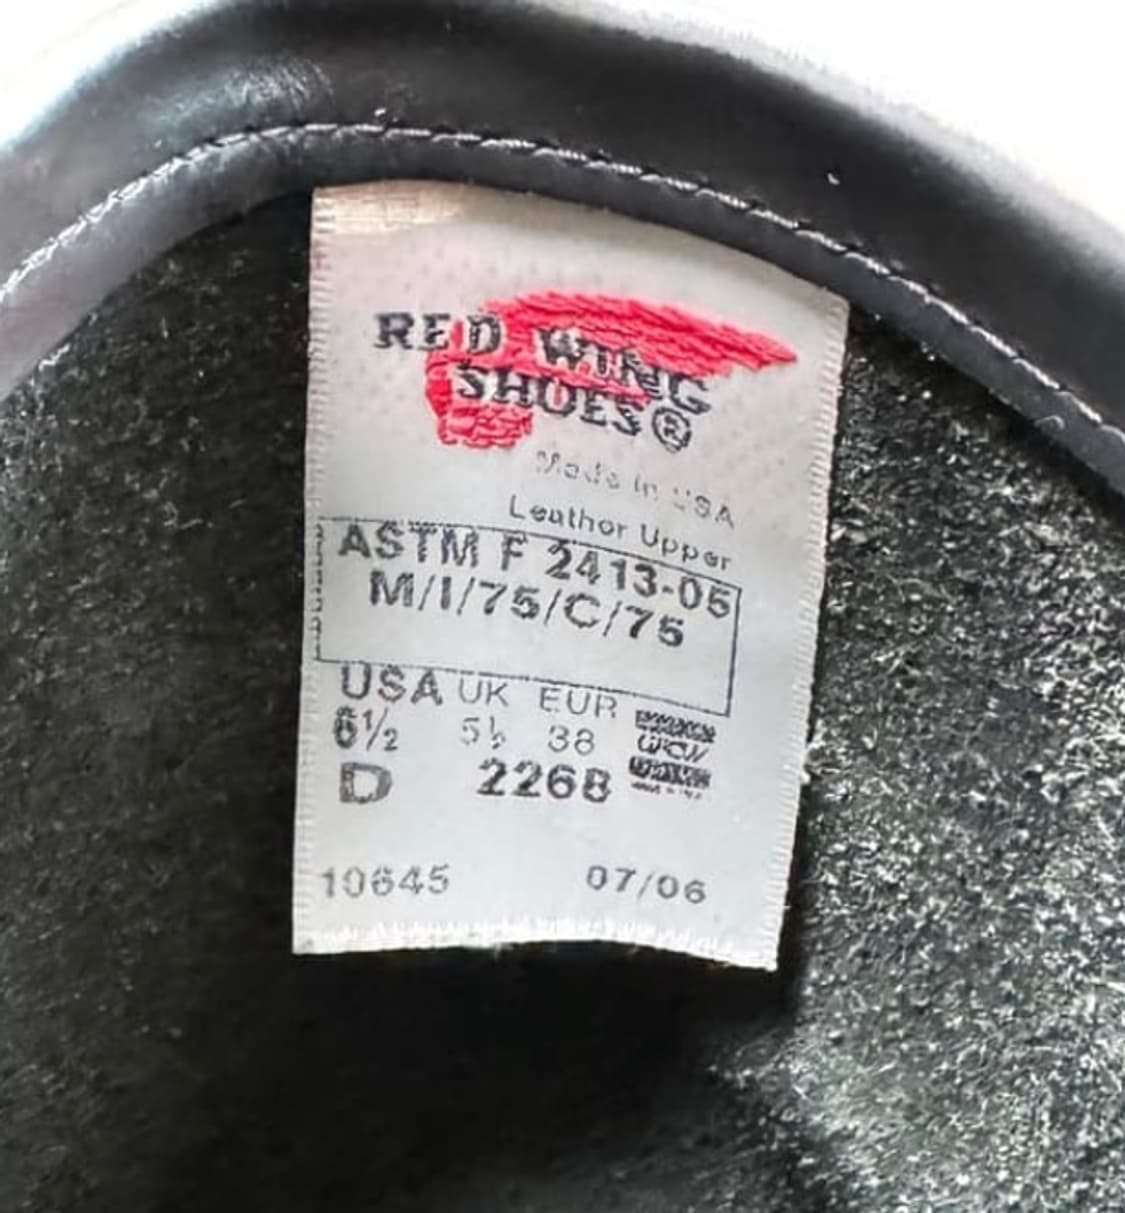 RED WING
SHOES®
Made in USA
Leather Upper
ASTM F 2413-05
M/I/75/C/75
USA UK EUR
6½ 5½ 38
D 2268
UFCW
10645 07/06